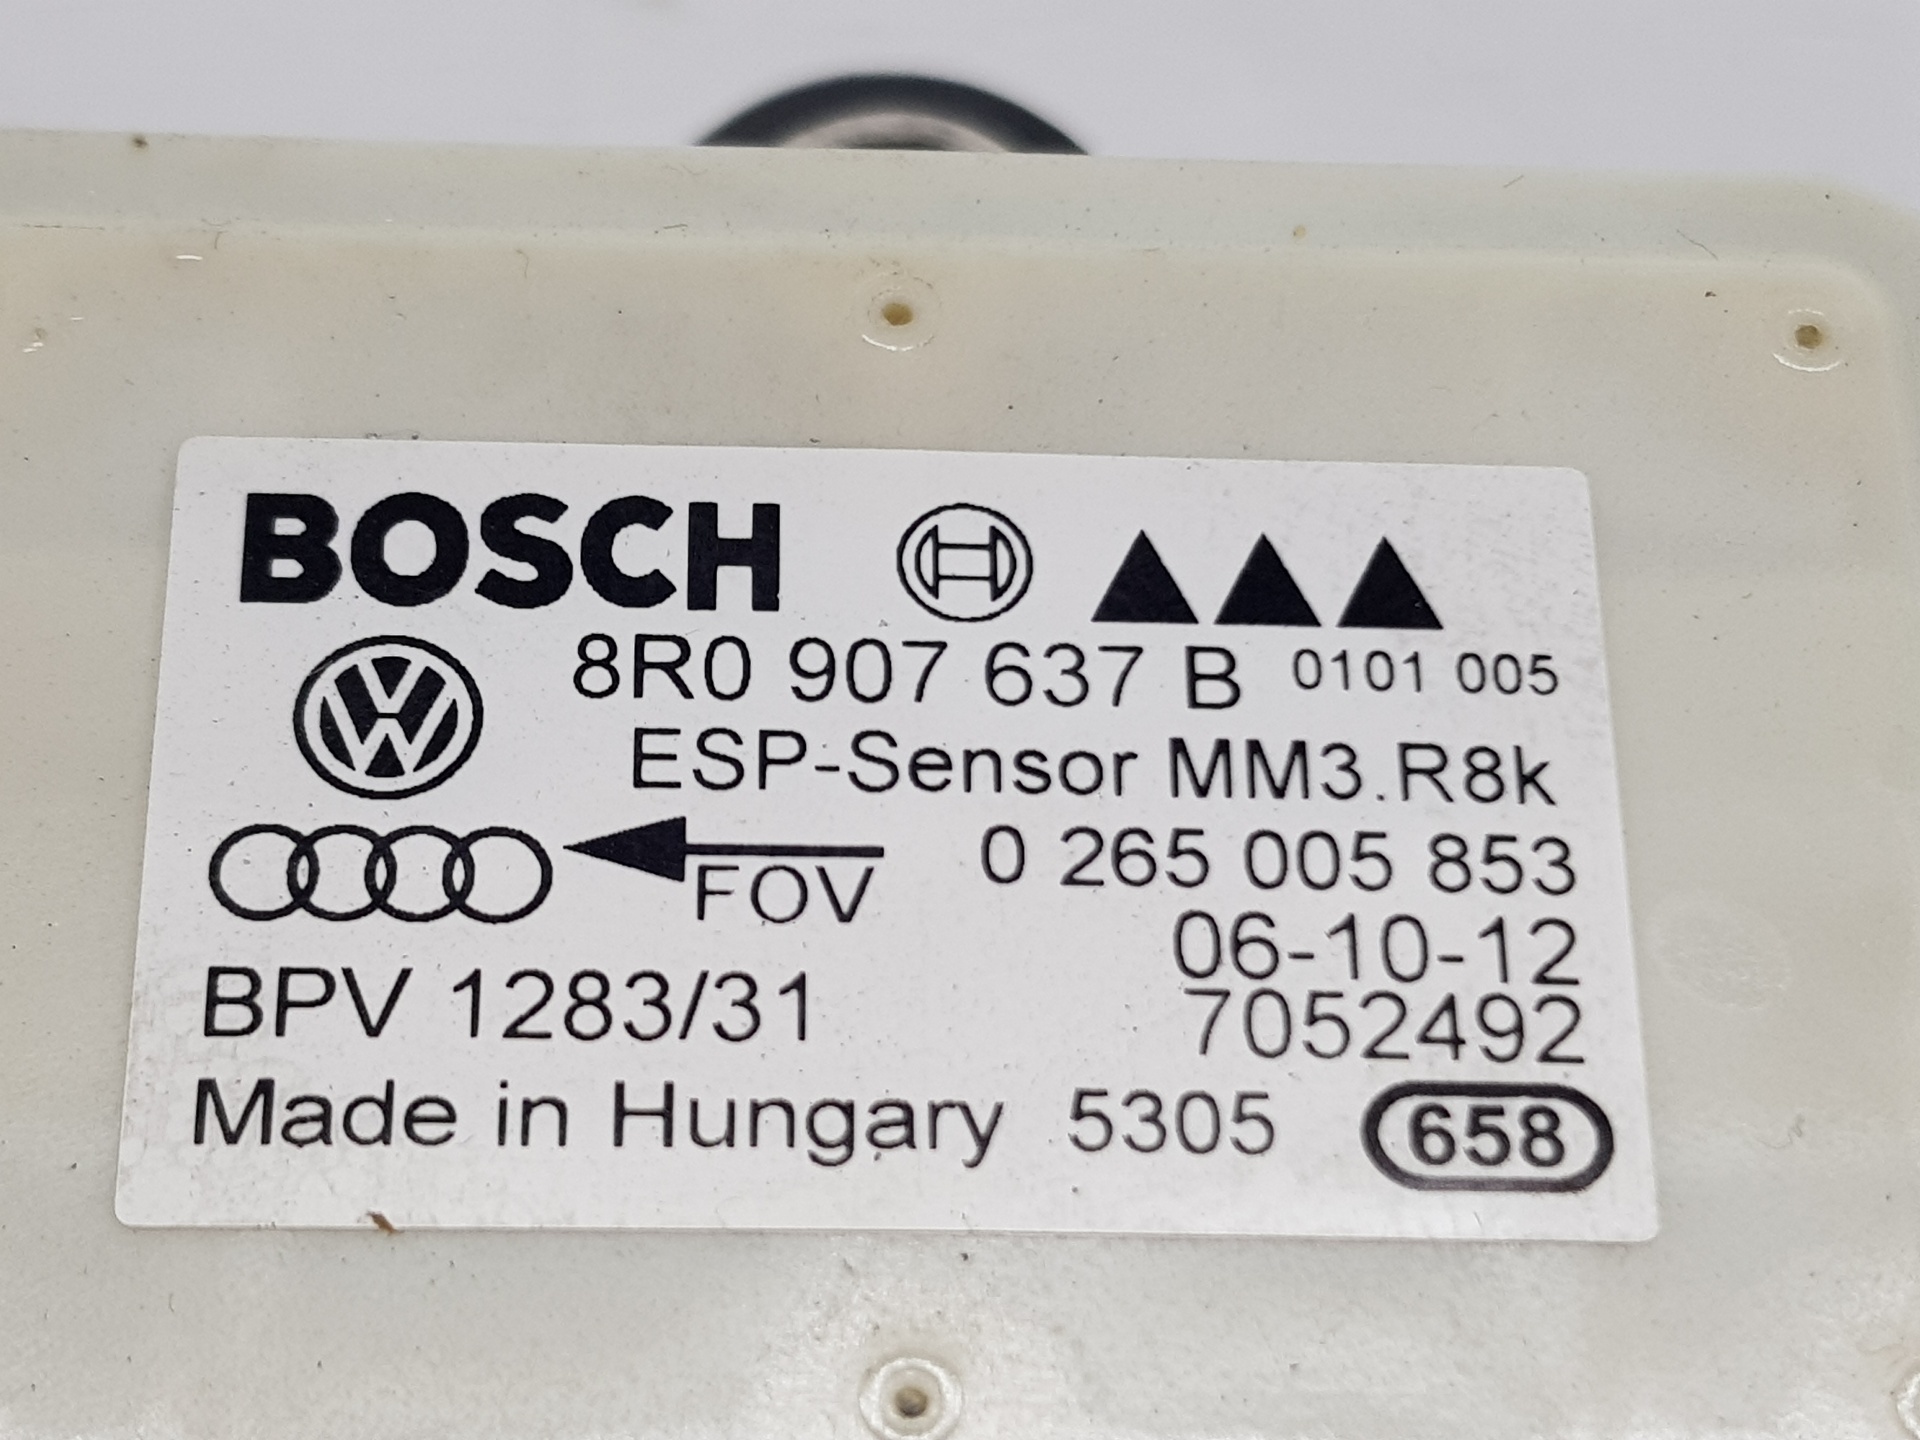 BOSCH
8R0 907 637 B 0101 005
ESP-Sensor MM3.R8k
FOV 0 265 005 853
06-10-12
BPV 1283/31 7052492
Made in Hungary 5305 658